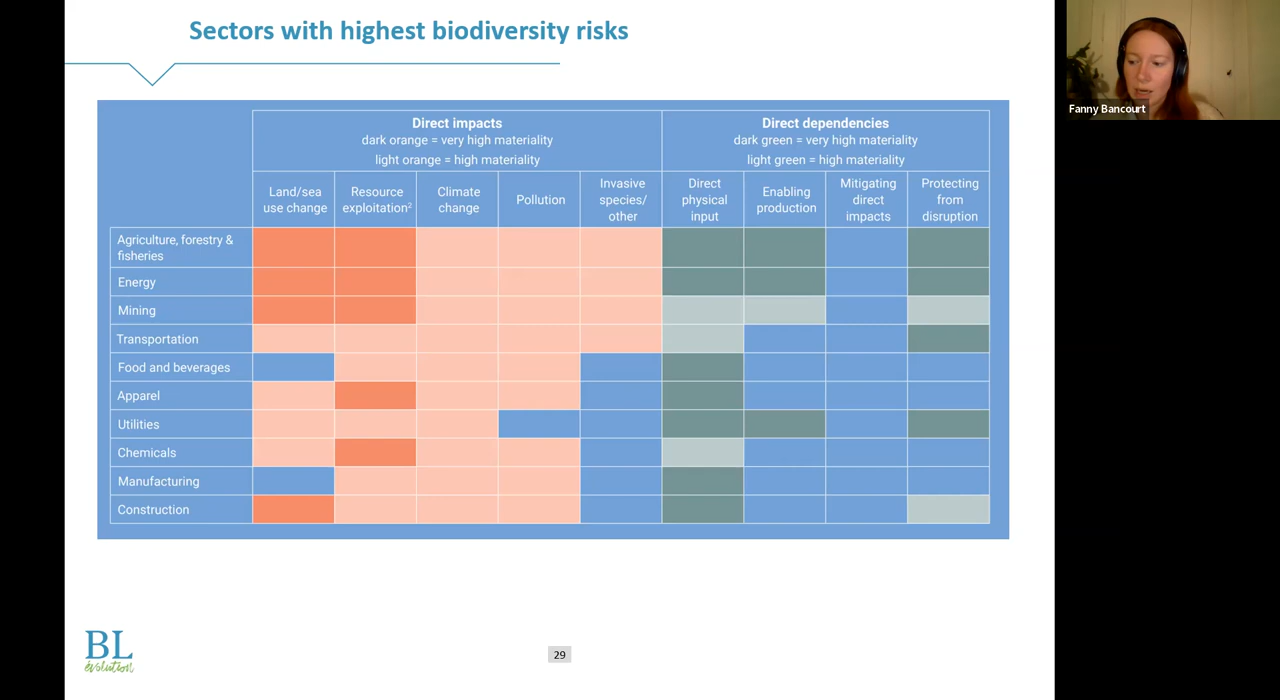 Sectors with highest biodiversity risks
Fanny Bancourt
Direct impacts
dark orange = very high materiality
light orange = high materiality
Direct dependencies
dark green = very high materiality
light green = high materiality
Land/sea
use change
Resource
exploitation²
Climate
change
Pollution
Invasive
species/
other
Direct
physical
input
Enabling
production
Mitigating
direct
impacts
Protecting
from
disruption
Agriculture, forestry &
fisheries
Energy
Mining
Transportation
Food and beverages
Apparel
Utilities
Chemicals
Manufacturing
Construction
BL
évolution
29